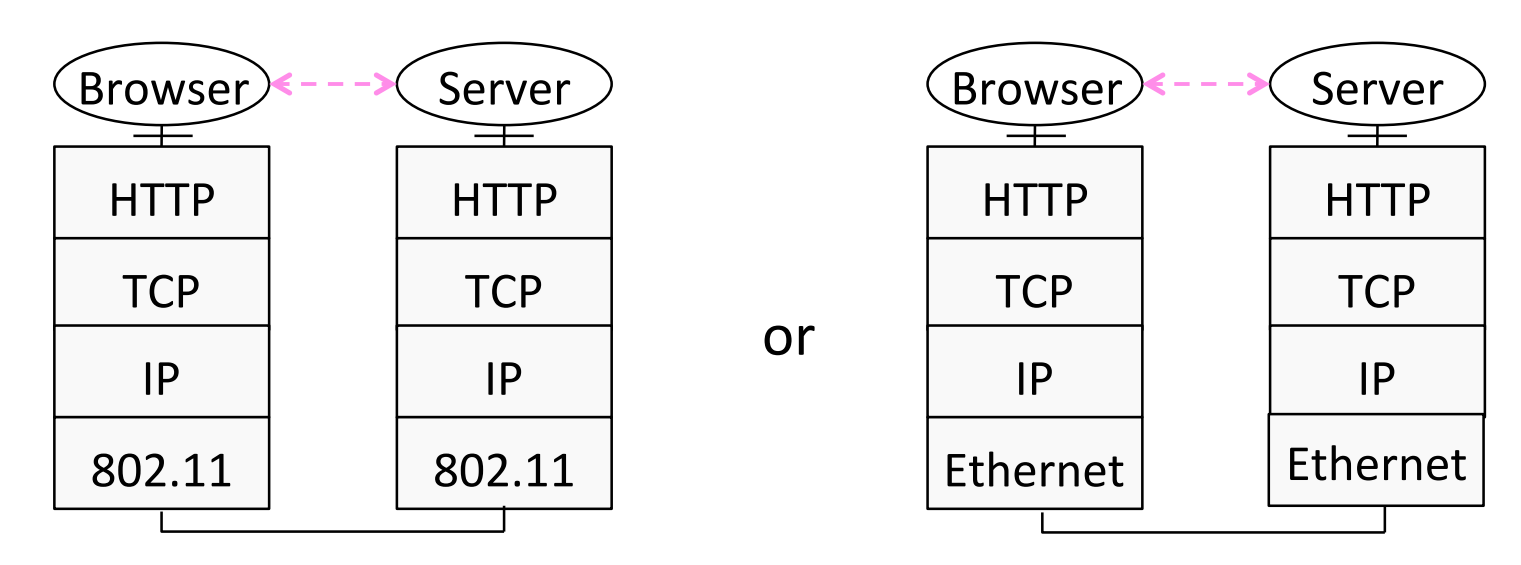 Browser Server Browser Server
HTTP HTTP HTTP HTTP
TCP TCP TCP TCP
or
IP IP IP IP
802.11 802.11 Ethernet Ethernet